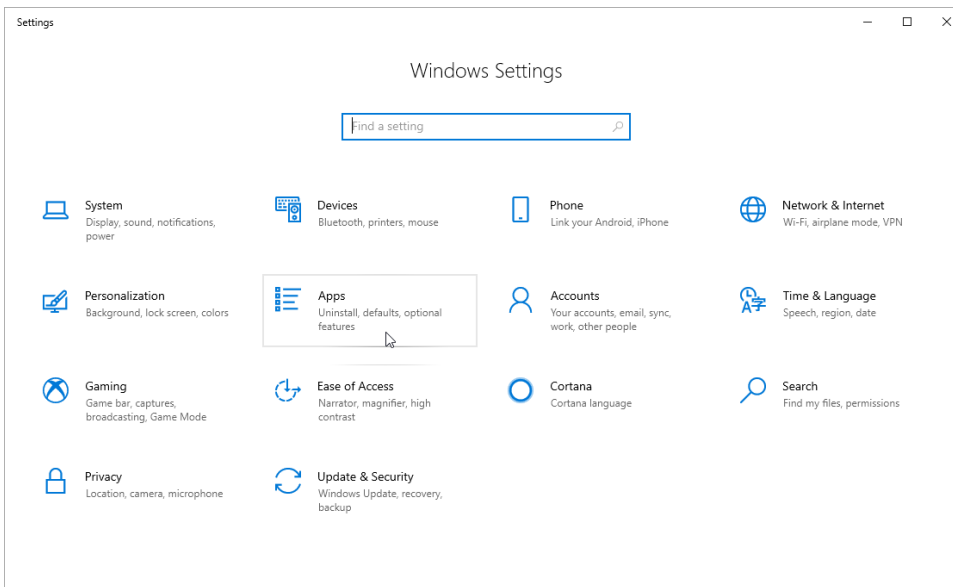 Settings
Windows Settings
Find a setting
System
Display, sound, notifications,
power
Devices
Bluetooth, printers, mouse
Phone
Link your Android, iPhone
Network & Internet
Wi-Fi, airplane mode, VPN
Personalization
Background, lock screen, colors
Apps
Uninstall, defaults, optional
features
Accounts
Your accounts, email, sync,
work, other people
Time & Language
Speech, region, date
Gaming
Game bar, captures,
broadcasting, Game Mode
Ease of Access
Narrator, magnifier, high
contrast
Cortana
Cortana language
Search
Find my files, permissions
Privacy
Location, camera, microphone
Update & Security
Windows Update, recovery,
backup